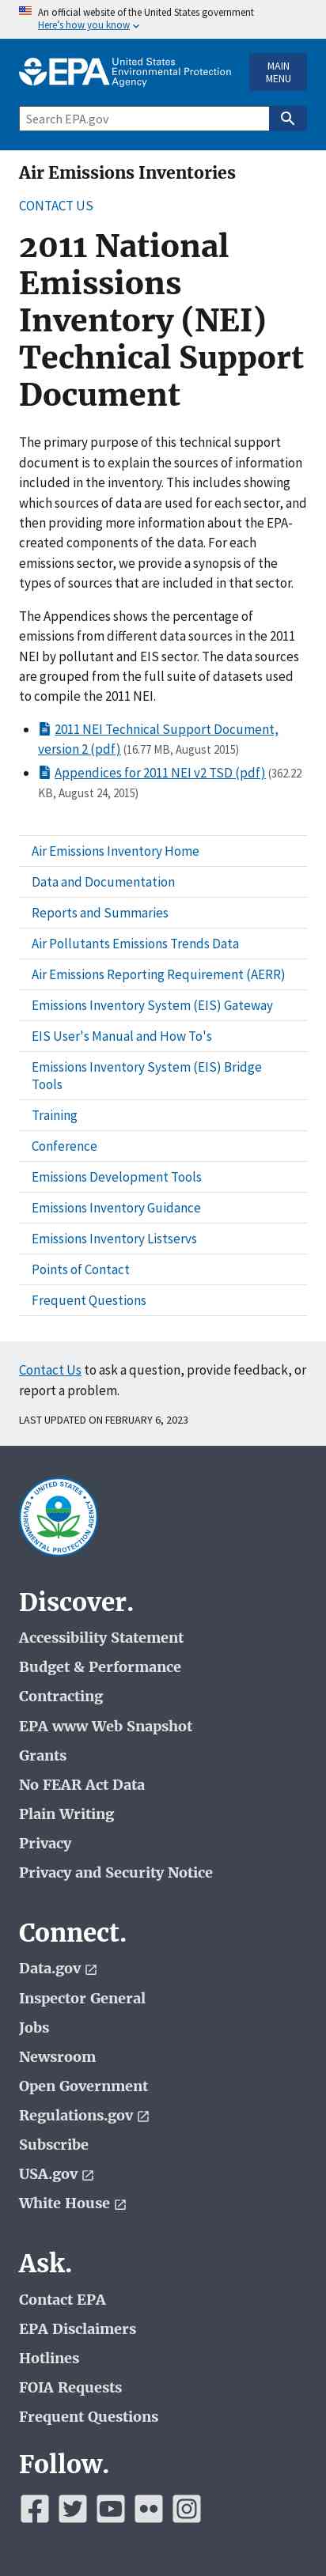 An official website of the United States government
Here's how you know
EPA
United States
Environmental Protection
Agency
MAIN
MENU
Search EPA.gov
Air Emissions Inventories
CONTACT US
2011 National
Emissions
Inventory (NEI)
Technical Support
Document
The primary purpose of this technical support
document is to explain the sources of information
included in the inventory. This includes showing
which sources of data are used for each sector, and
then providing more information about the EPA-
created components of the data. For each
emissions sector, we provide a synopsis of the
types of sources that are included in that sector.
The Appendices shows the percentage of
emissions from different data sources in the 2011
NEI by pollutant and EIS sector. The data sources
are grouped from the overall set of datasets used
to compile the 2011 NEI.
2011 NEI Technical Support Document,
version 2 (pdf) (16.77 MB, August 2015)
Appendices for 2011 NEI v2 TSD (pdf) (362.22
KB, August 24, 2015)
Air Emissions Inventory Home
Data and Documentation
Reports and Summaries
Air Pollutants Emissions Trends Data
Air Emissions Reporting Requirement (AERR)
Emissions Inventory System (EIS) Gateway
EIS User's Manual and How To's
Emissions Inventory System (EIS) Bridge
Tools
Training
Conference
Emissions Development Tools
Emissions Inventory Guidance
Emissions Inventory Listservs
Points of Contact
Frequent Questions
Contact Us to ask a question, provide feedback, or
report a problem.
LAST UPDATED ON FEBRUARY 6, 2023
UNITED STATES
ENVIRONMENTAL PROTECTION AGENCY
Discover.
Accessibility Statement
Budget & Performance
Contracting
EPA www Web Snapshot
Grants
No FEAR Act Data
Plain Writing
Privacy
Privacy and Security Notice
Connect.
Data.gov
Inspector General
Jobs
Newsroom
Open Government
Regulations.gov
Subscribe
USA.gov
White House
Ask.
Contact EPA
EPA Disclaimers
Hotlines
FOIA Requests
Frequent Questions
Follow.